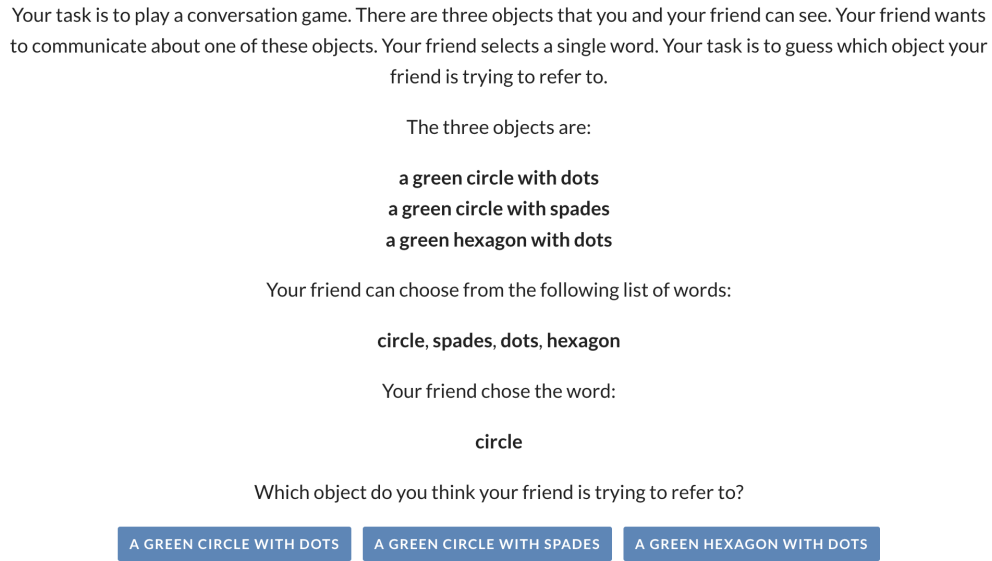 Your task is to play a conversation game. There are three objects that you and your friend can see. Your friend wants
to communicate about one of these objects. Your friend selects a single word. Your task is to guess which object your
friend is trying to refer to.
The three objects are:
a green circle with dots
a green circle with spades
a green hexagon with dots
Your friend can choose from the following list of words:
circle, spades, dots, hexagon
Your friend chose the word:
circle
Which object do you think your friend is trying to refer to?
A GREEN CIRCLE WITH DOTS
A GREEN CIRCLE WITH SPADES
A GREEN HEXAGON WITH DOTS